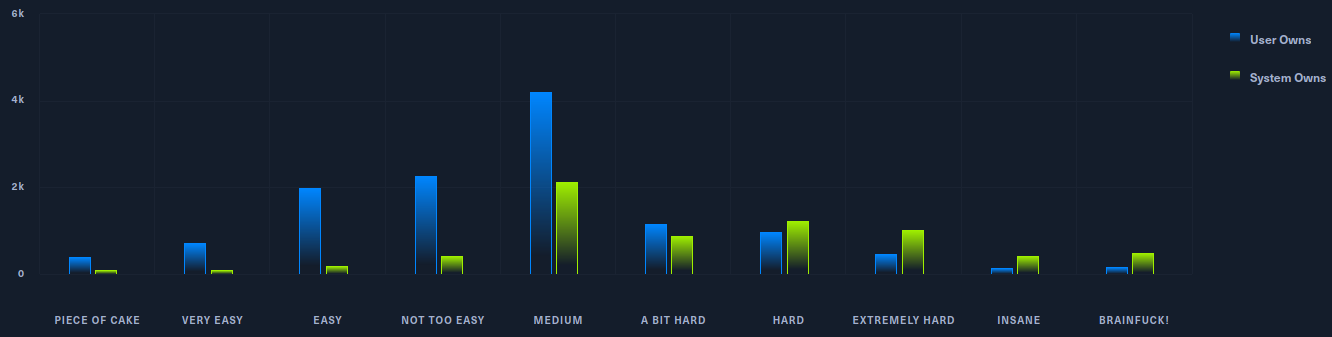 6k
4k
2k
0
PIECE OF CAKE VERY EASY EASY NOT TOO EASY MEDIUM A BIT HARD HARD EXTREMELY HARD INSANE BRAINFUCK!
User Owns
System Owns